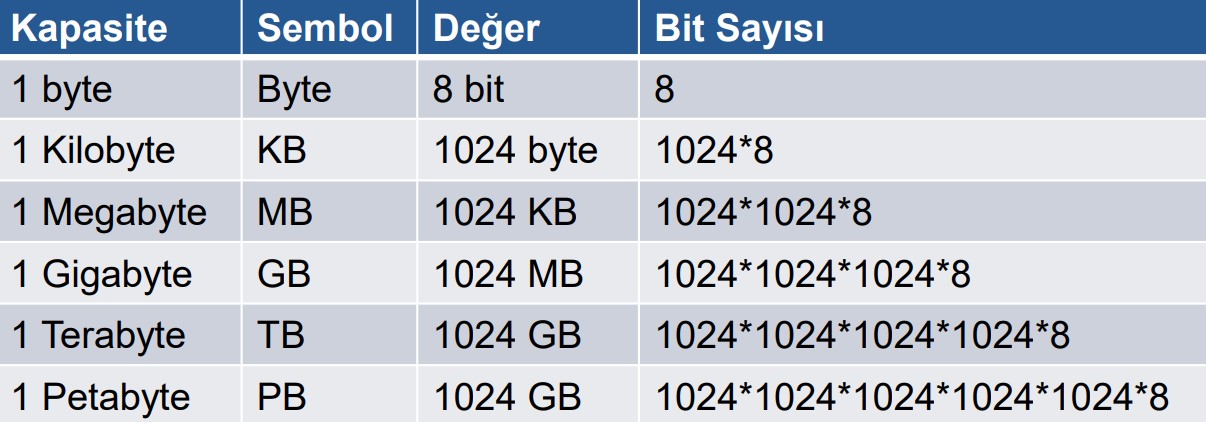 Kapasite Sembol Değer Bit Sayısı
1 byte Byte 8 bit 8
1 Kilobyte KB 1024 byte 1024*8
1 Megabyte MB 1024 KB 1024*1024*8
1 Gigabyte GB 1024 MB 1024*1024*1024*8
1 Terabyte TB 1024 GB 1024*1024*1024*1024*8
1 Petabyte PB 1024 GB 1024*1024*1024*1024*1024*8